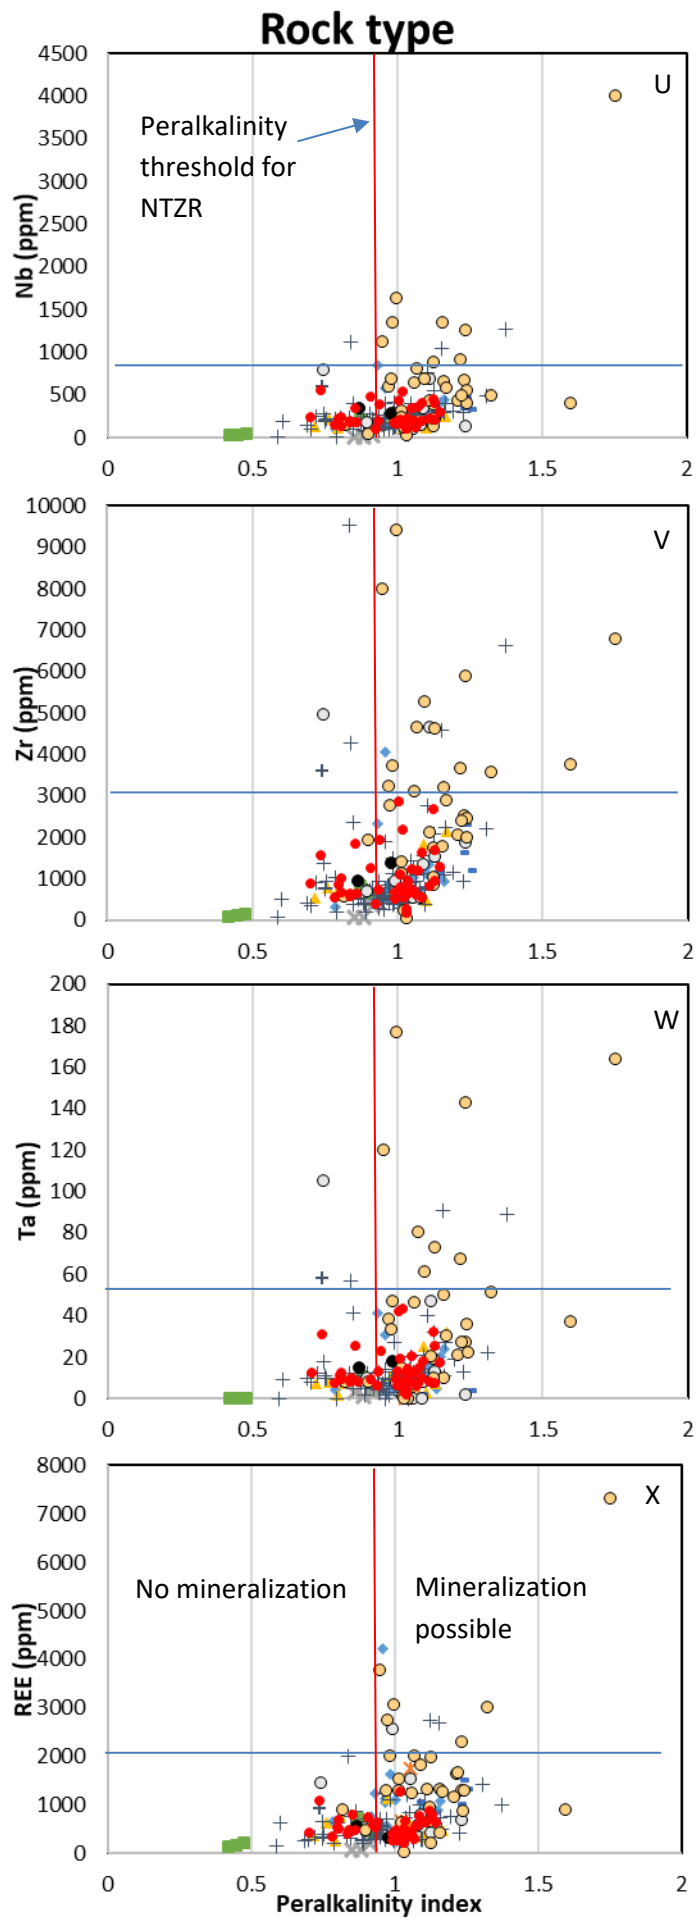 Rock type
4500
4000
3500
3000
2500
2000
1500
1000
500
0
Nb (ppm)
U
Peralkalinity
threshold for
NTZR
0 0.5 1 1.5 2
10000
9000
8000
7000
6000
5000
4000
3000
2000
1000
0
Zr (ppm)
V
0 0.5 1 1.5 2
200
180
160
140
120
100
80
60
40
20
0
Ta (ppm)
W
0 0.5 1 1.5 2
8000
7000
6000
5000
4000
3000
2000
1000
0
REE (ppm)
X
No mineralization
Mineralization
possible
0 0.5 1 1.5 2
Peralkalinity index